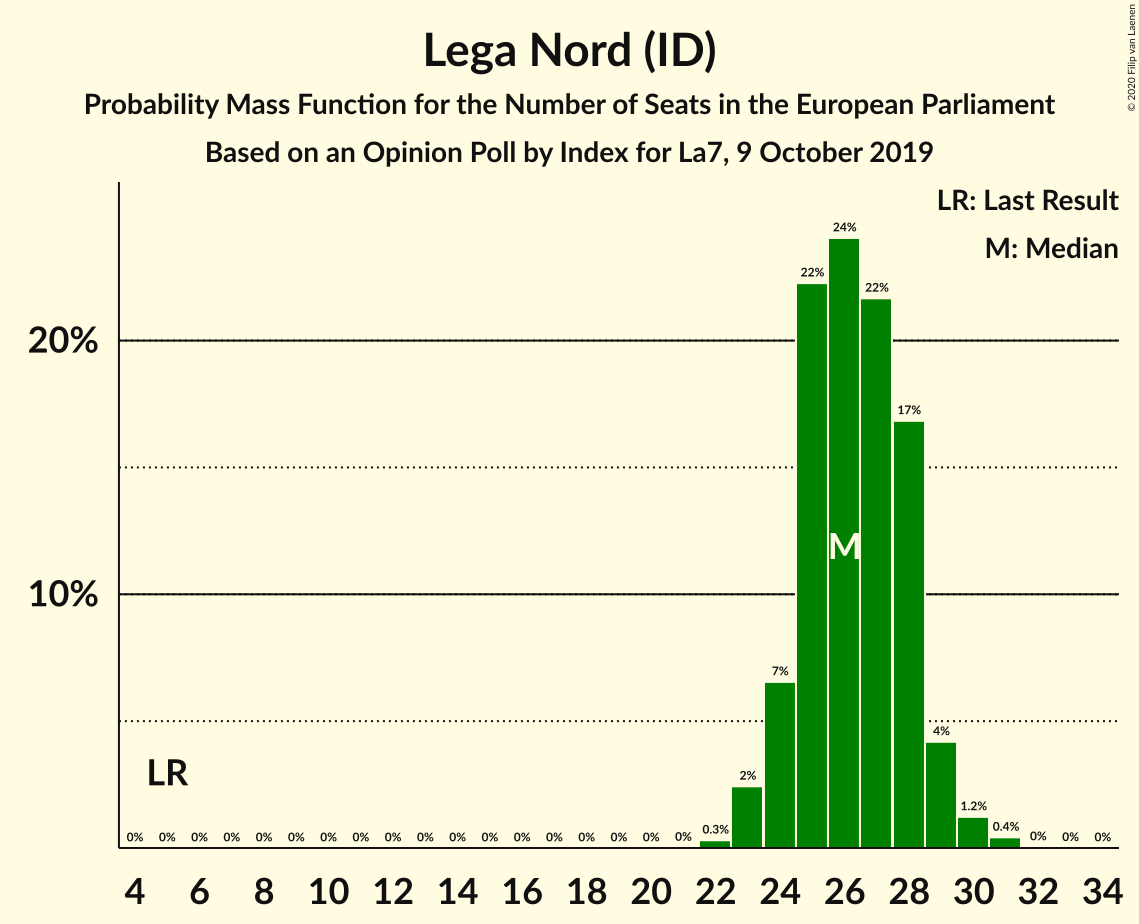 Lega Nord (ID)
Probability Mass Function for the Number of Seats in the European Parliament
Based on an Opinion Poll by Index for La7, 9 October 2019
© 2020 Filip van Laenen
LR: Last Result
M: Median
24%
22%
22%
20%
17%
M
10%
7%
4%
LR
2%
1.2%
0% 0% 0% 0% 0% 0% 0% 0% 0% 0% 0% 0% 0% 0% 0% 0% 0% 0% 0.3% 0.4% 0% 0% 0%
4 6 8 10 12 14 16 18 20 22 24 26 28 30 32 34